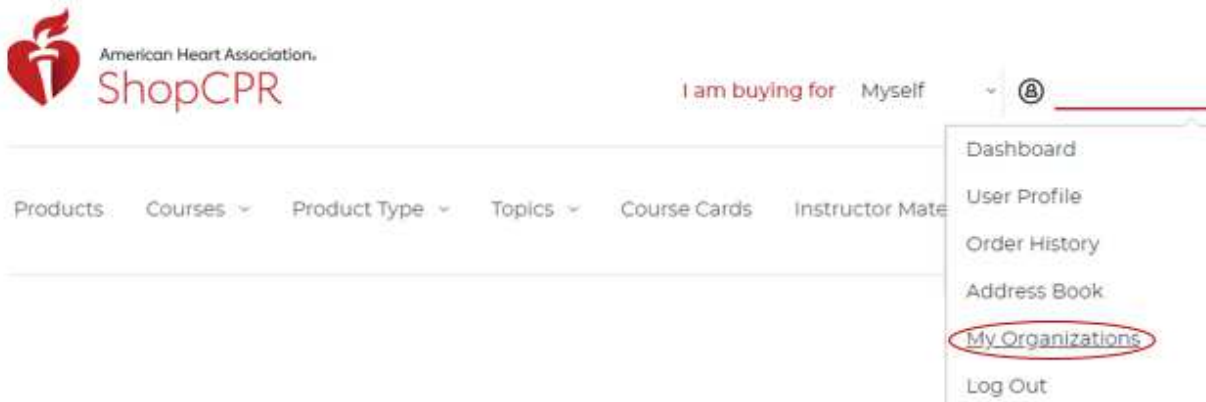 American Heart Association.
ShopCPR
I am buying for Myself
Dashboard
User Profile
Products Courses Product Type Topics Course Cards Instructor Mate
Order History
Address Book
My Organizations
Log Out